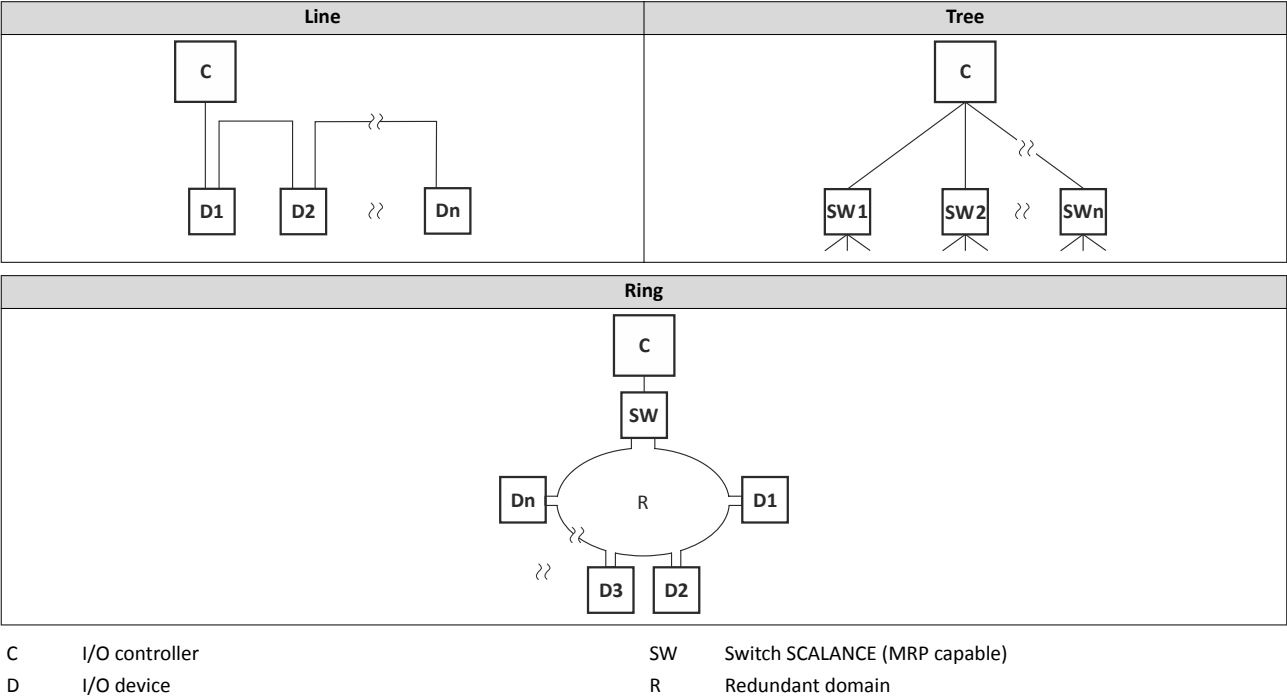 Line
Tree
C
D1
D2
Dn
C
SW1
SW2
SWn
Ring
C
SW
Dn
R
D1
D3
D2
C I/O controller
SW Switch SCALANCE (MRP capable)
D I/O device
R Redundant domain